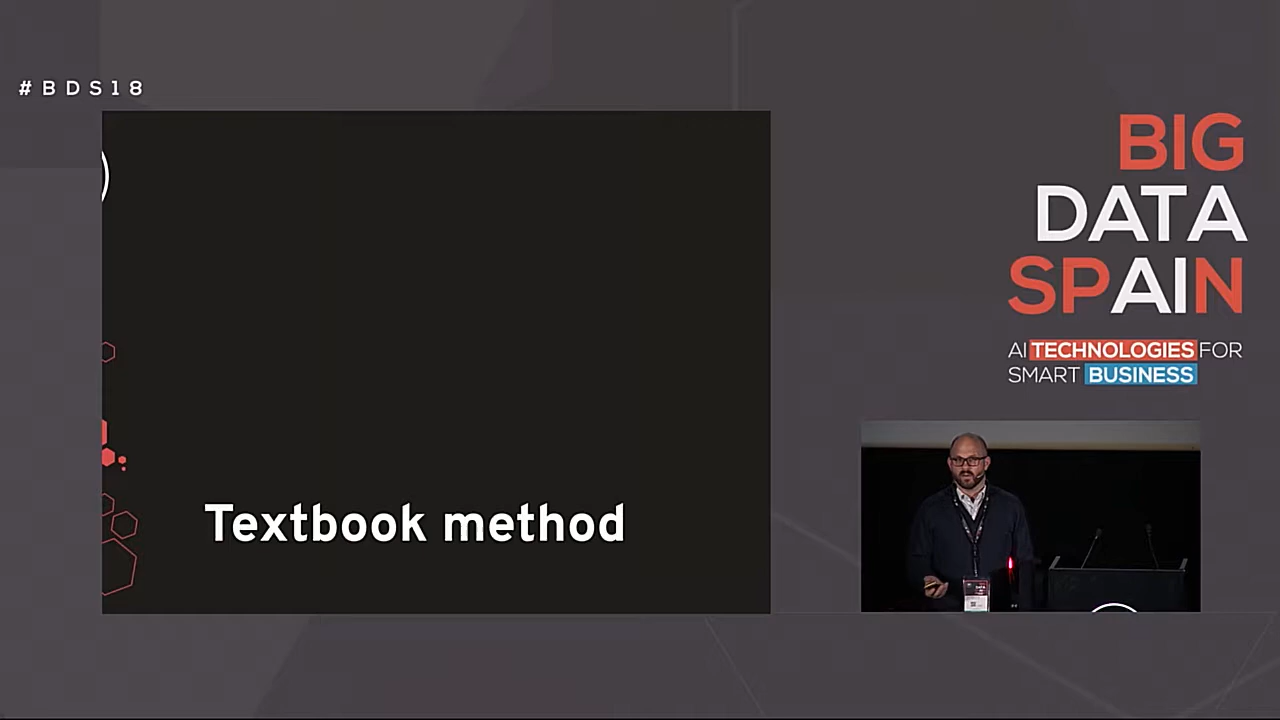 #BDS18
BIG
DATA
SPAIN
AI TECHNOLOGIES FOR
SMART BUSINESS
Textbook method